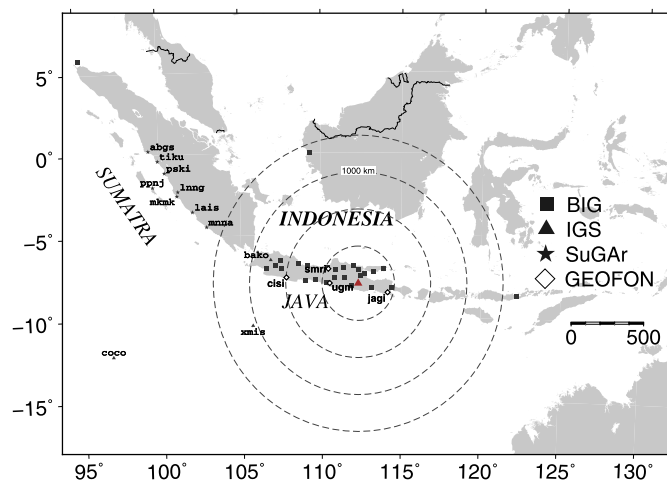 5°
0°
−5°
−10°
−15°
95°
100°
105°
110°
115°
120°
125°
130°
abgs
tiku
pski
ppnj
lnng
mkmk
lais
mnna
SUMATRA
1000 km
INDONESIA
BIG
IGS
SuGAr
GEOFON
bako
smrn
cisi
ugm
JAVA
jagi
xmis
coco
0
500